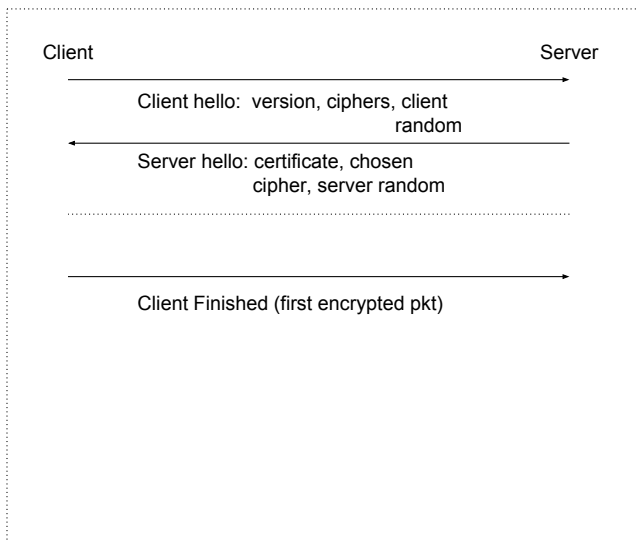 Client Server
Client hello: version, ciphers, client
random
Server hello: certificate, chosen
cipher, server random
Client Finished (first encrypted pkt)